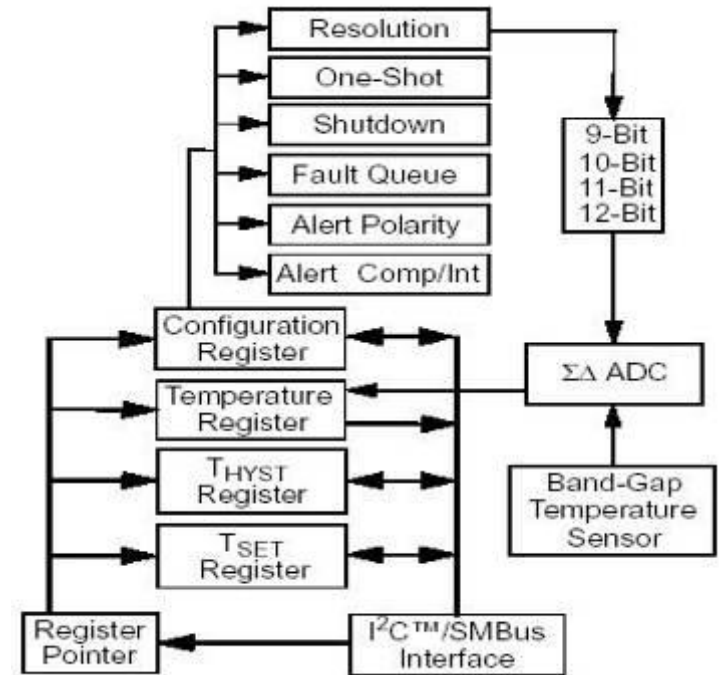 Resolution
One-Shot
Shutdown
Fault Queue
Alert Polarity
Alert Comp/Int
9-Bit
10-Bit
11-Bit
12-Bit
Configuration
Register
ΣΔ ADC
Temperature
Register
THYST
Register
Band-Gap
Temperature
Sensor
TSET
Register
Register
Pointer
I²C™/SMBus
Interface